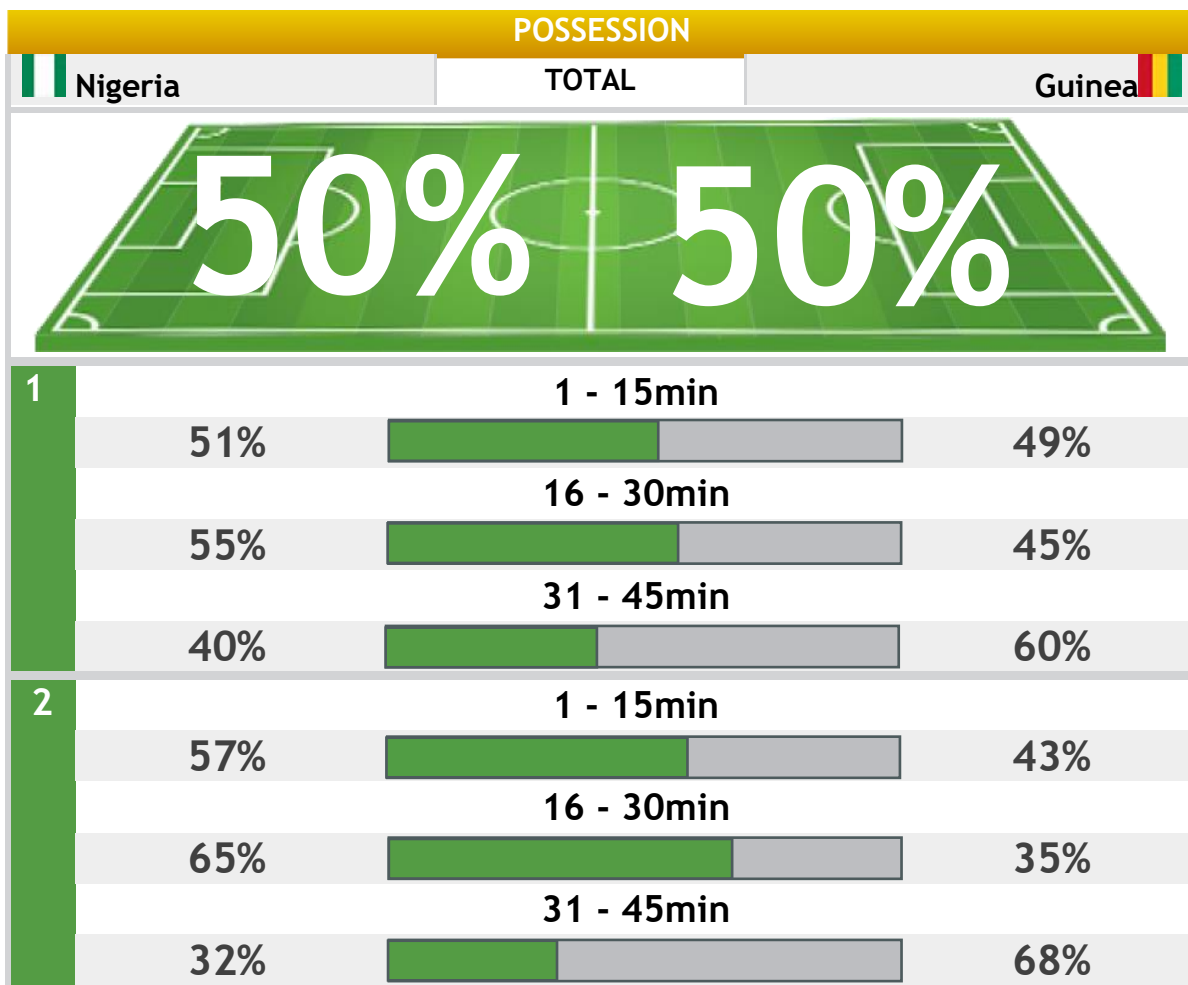 POSSESSION
Nigeria TOTAL Guinea
50% 50%
1 1 - 15min
51% 49%
16 - 30min
55% 45%
31 - 45min
40% 60%
2 1 - 15min
57% 43%
16 - 30min
65% 35%
31 - 45min
32% 68%